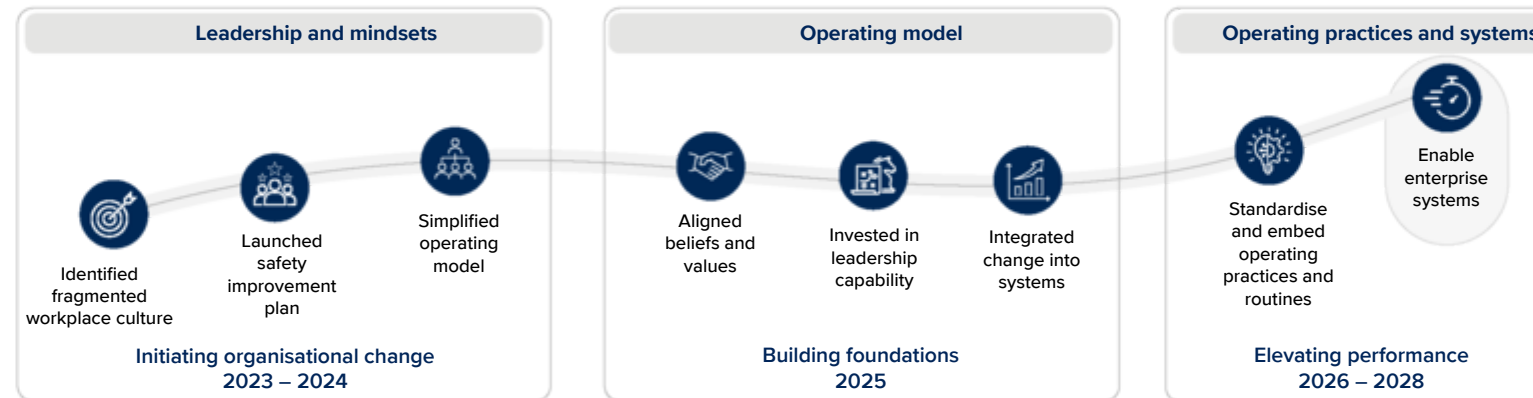 Leadership and mindsets
Identified
fragmented
workplace culture
Launched
safety
improvement
plan
Simplified
operating
model
Initiating organisational change
2023 – 2024
Operating model
Aligned
beliefs and
values
Invested in
leadership
capability
Integrated
change into
systems
Building foundations
2025
Operating practices and systems
Standardise
and embed
operating
practices and
routines
Enable
enterprise
systems
Elevating performance
2026 – 2028